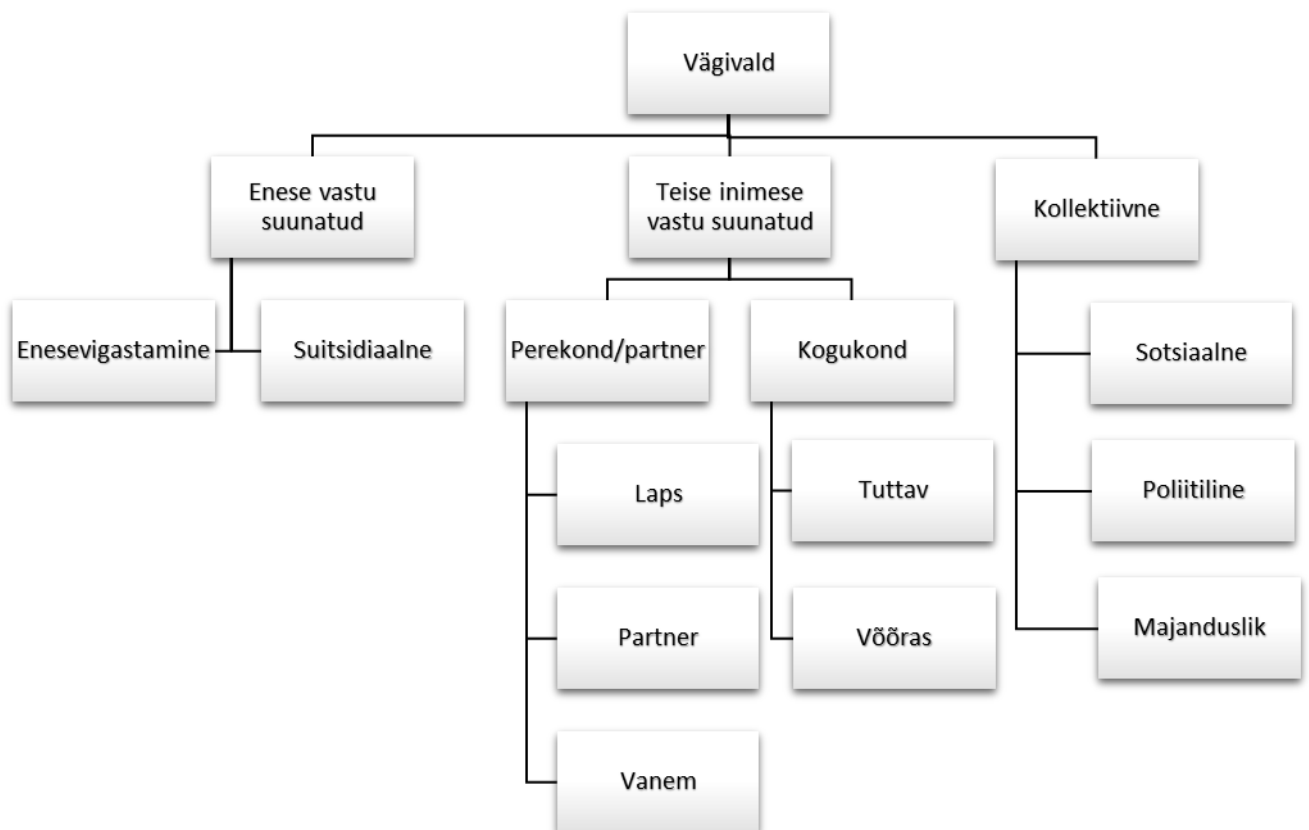 Vägivald
Enese vastu
suunatud
Teise inimese
vastu suunatud
Kollektiivne
Enesevigastamine
Suitsidiaalne
Perekond/partner
Kogukond
Sotsiaalne
Laps
Tuttav
Poliitiline
Partner
Võõras
Majanduslik
Vanem